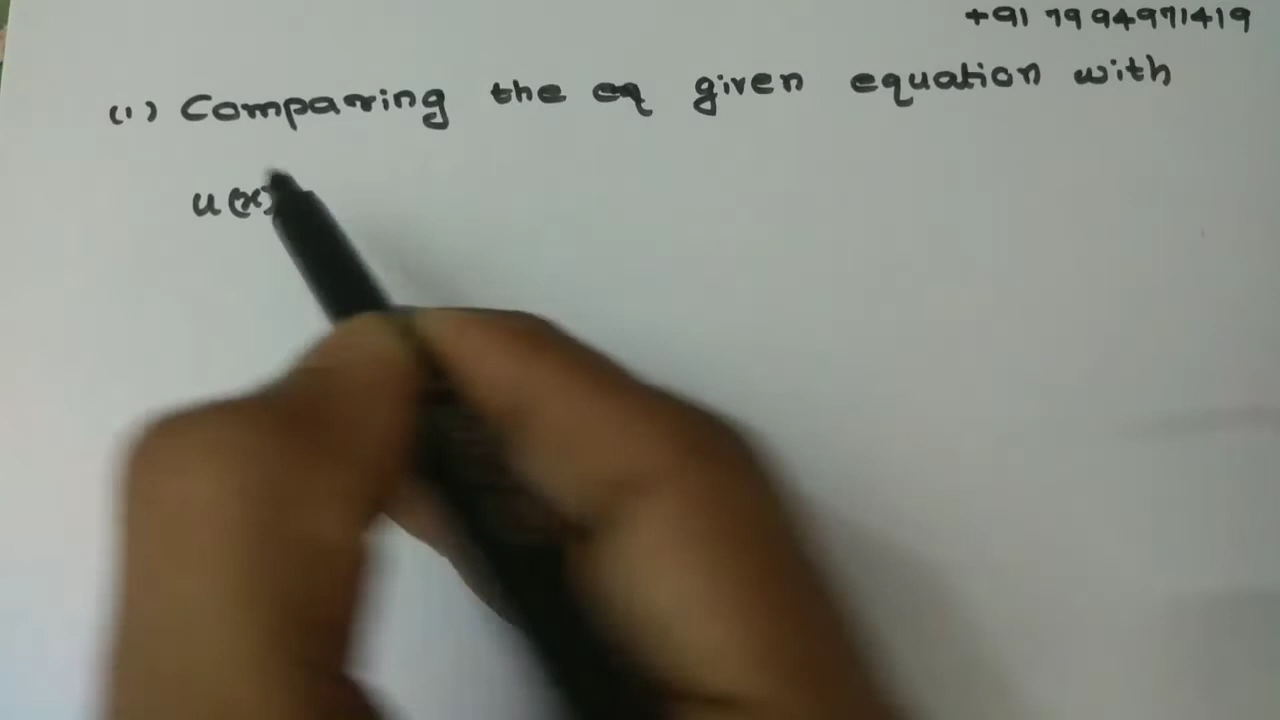 +91 7994971419
(1) Comparing the eq given equation with
u(x)